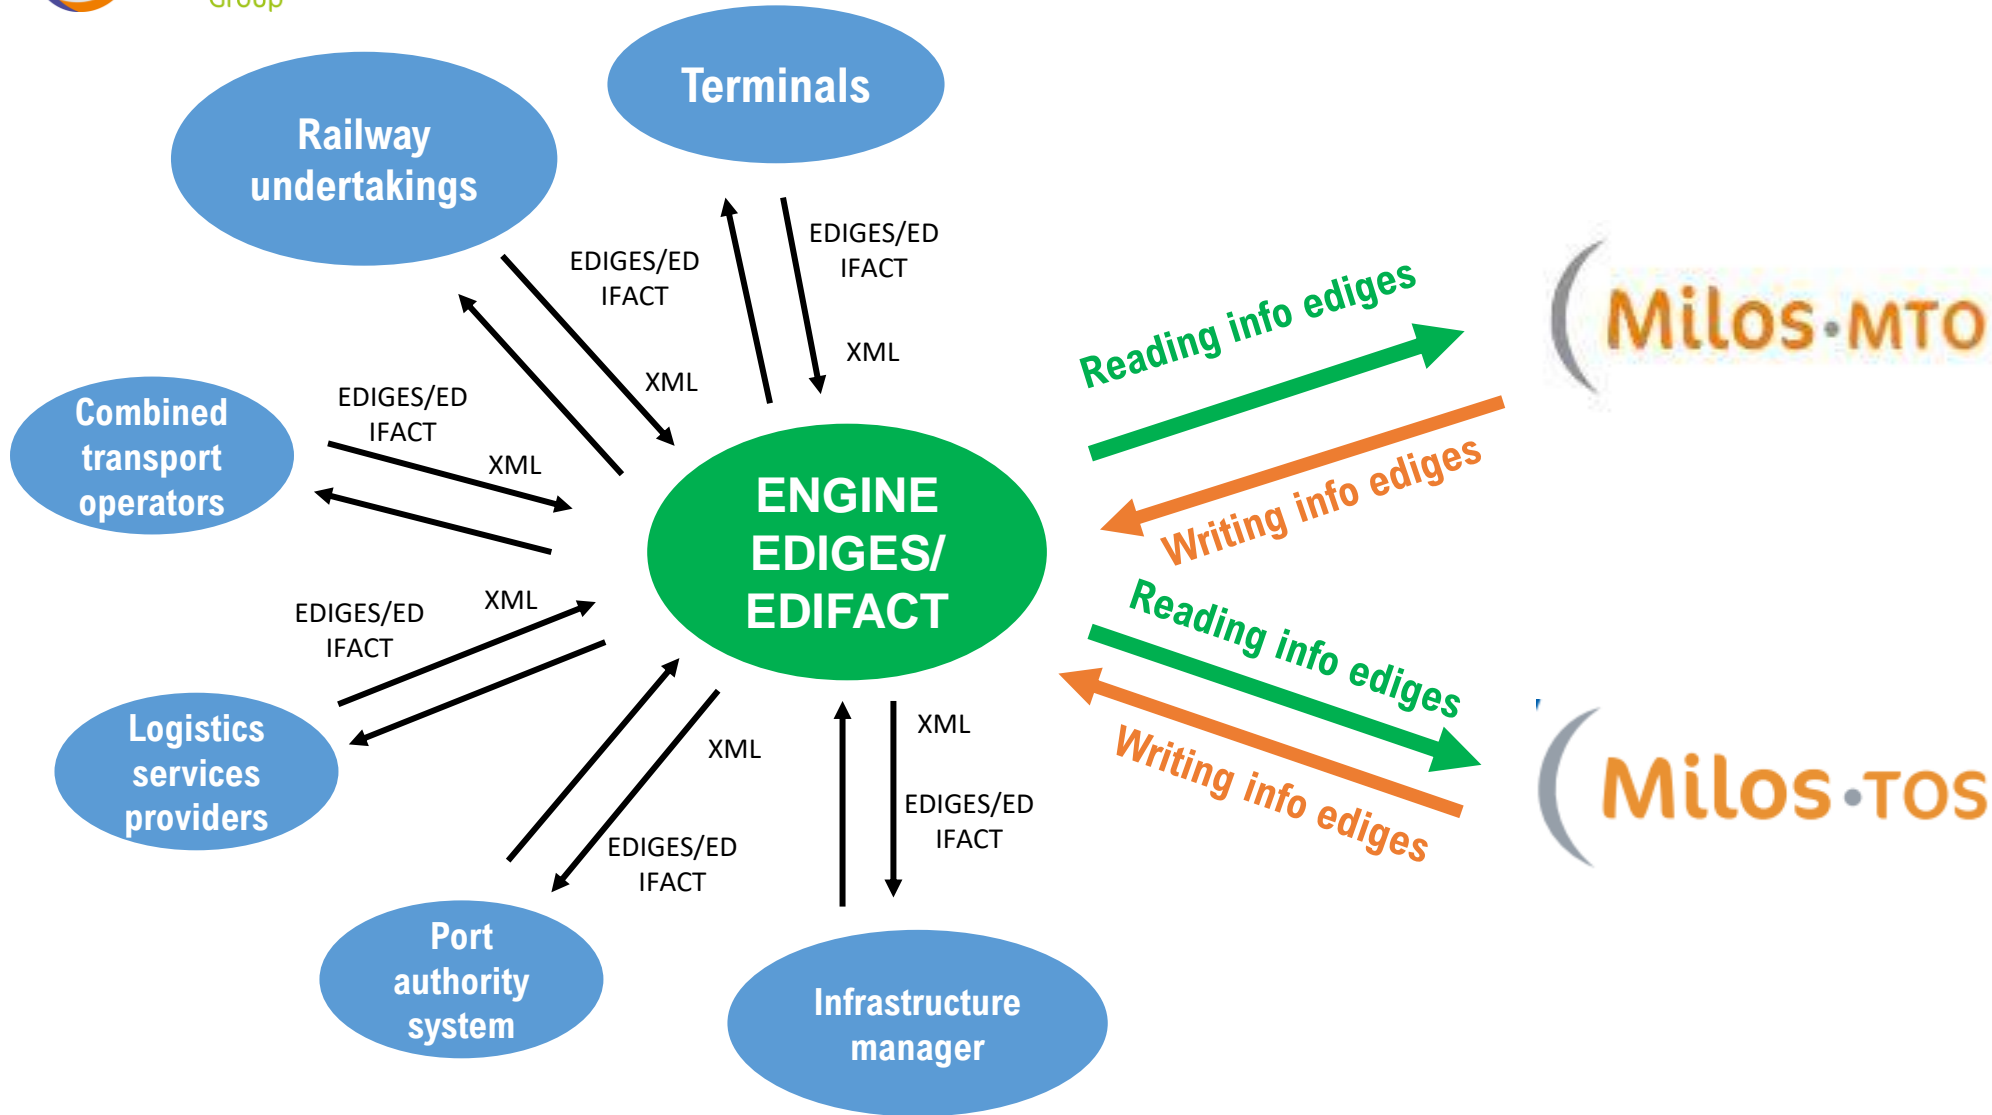 Group
Terminals
Railway
undertakings
EDIGES/ED
IFACT
EDIGES/ED
IFACT
XML
XML
Reading info ediges
Milos·MTO
Combined
transport
operators
EDIGES/ED
IFACT
XML
ENGINE
EDIGES/
EDIFACT
Writing info ediges
Reading info ediges
Logistics
services
providers
EDIGES/ED
IFACT
XML
XML
XML
Writing info ediges
Milos·TOS
EDIGES/ED
IFACT
EDIGES/ED
IFACT
Port
authority
system
Infrastructure
manager